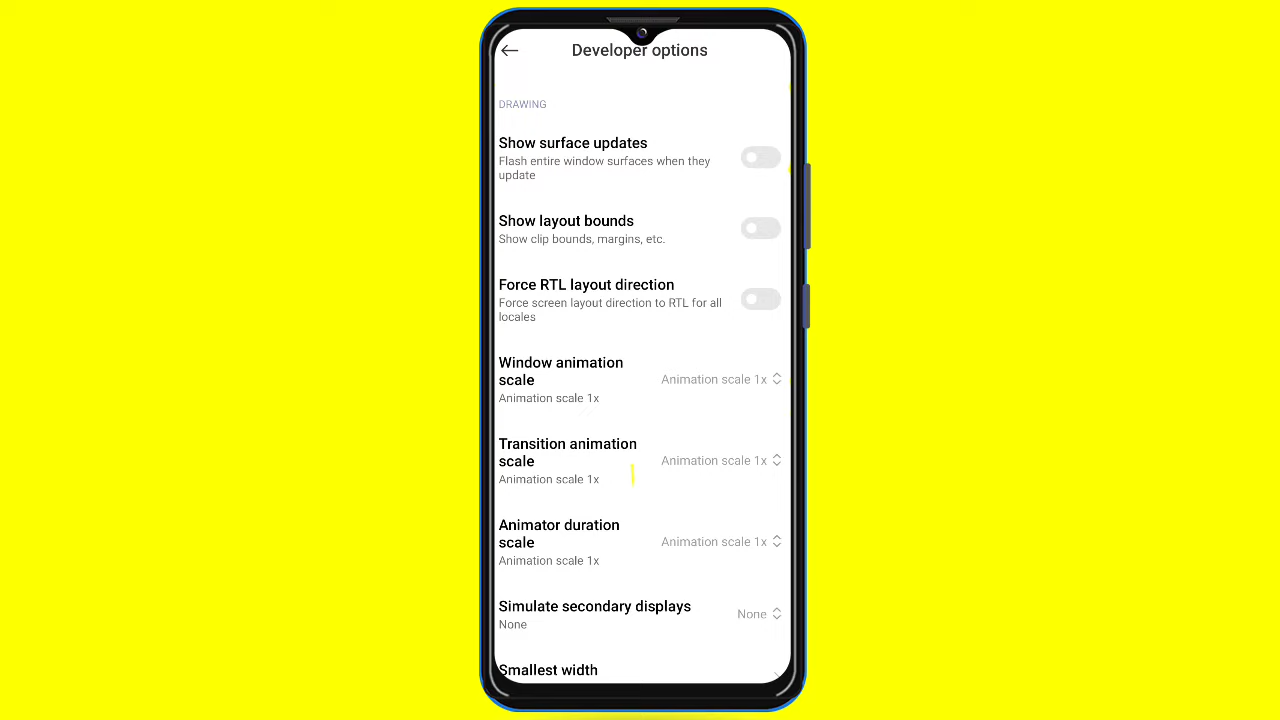 Developer options
DRAWING
Show surface updates
Flash entire window surfaces when they
update
Show layout bounds
Show clip bounds, margins, etc.
Force RTL layout direction
Force screen layout direction to RTL for all
locales
Window animation
scale
Animation scale 1x
Animation scale 1x
Transition animation
scale
Animation scale 1x
Animation scale 1x
Animator duration
scale
Animation scale 1x
Animation scale 1x
Simulate secondary displays
None
None
Smallest width